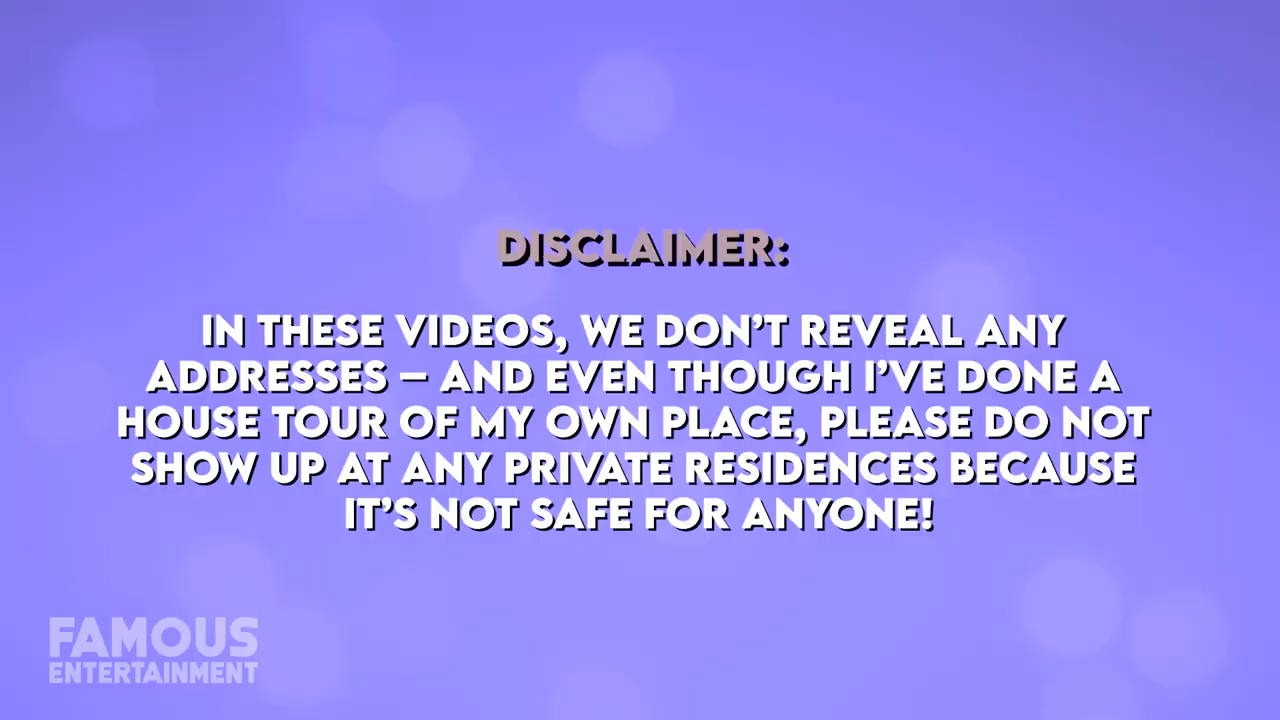 DISCLAIMER:
IN THESE VIDEOS, WE DON’T REVEAL ANY
ADDRESSES – AND EVEN THOUGH I’VE DONE A
HOUSE TOUR OF MY OWN PLACE, PLEASE DO NOT
SHOW UP AT ANY PRIVATE RESIDENCES BECAUSE
IT’S NOT SAFE FOR ANYONE!
FAMOUS
ENTERTAINMENT